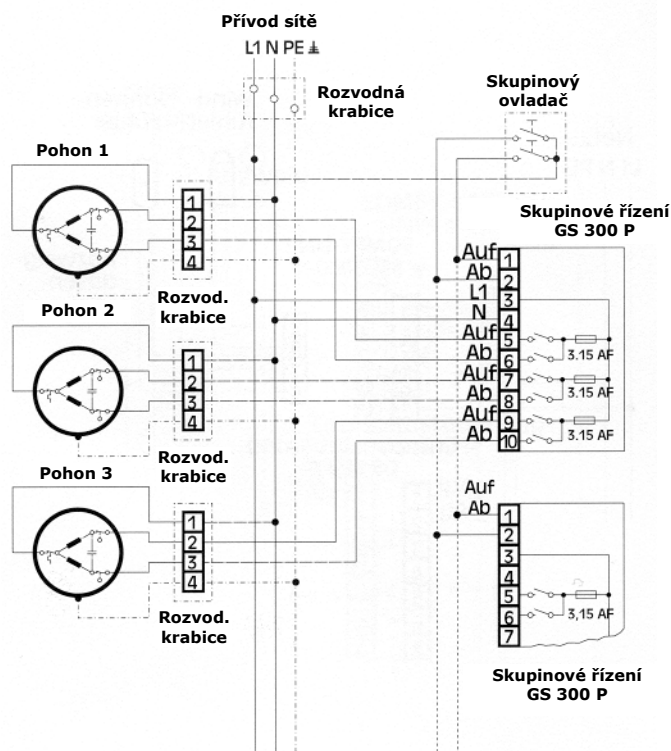 Přívod sítě
L1 N PE
Rozvodná
krabice
Skupinový
ovladač
Pohon 1
1
2
3
4
Rozvod.
krabice
Skupinové řízení
GS 300 P
Auf 1
Ab 2
L1 3
N 4
Auf 5
Ab 6
3.15 AF
Auf 7
Ab 8
3.15 AF
Auf 9
Ab 10
3.15 AF
Pohon 2
1
2
3
4
Rozvod.
krabice
Pohon 3
1
2
3
4
Rozvod.
krabice
Auf
Ab 1
2
3
4
5
6
7
3,15 AF
Skupinové řízení
GS 300 P